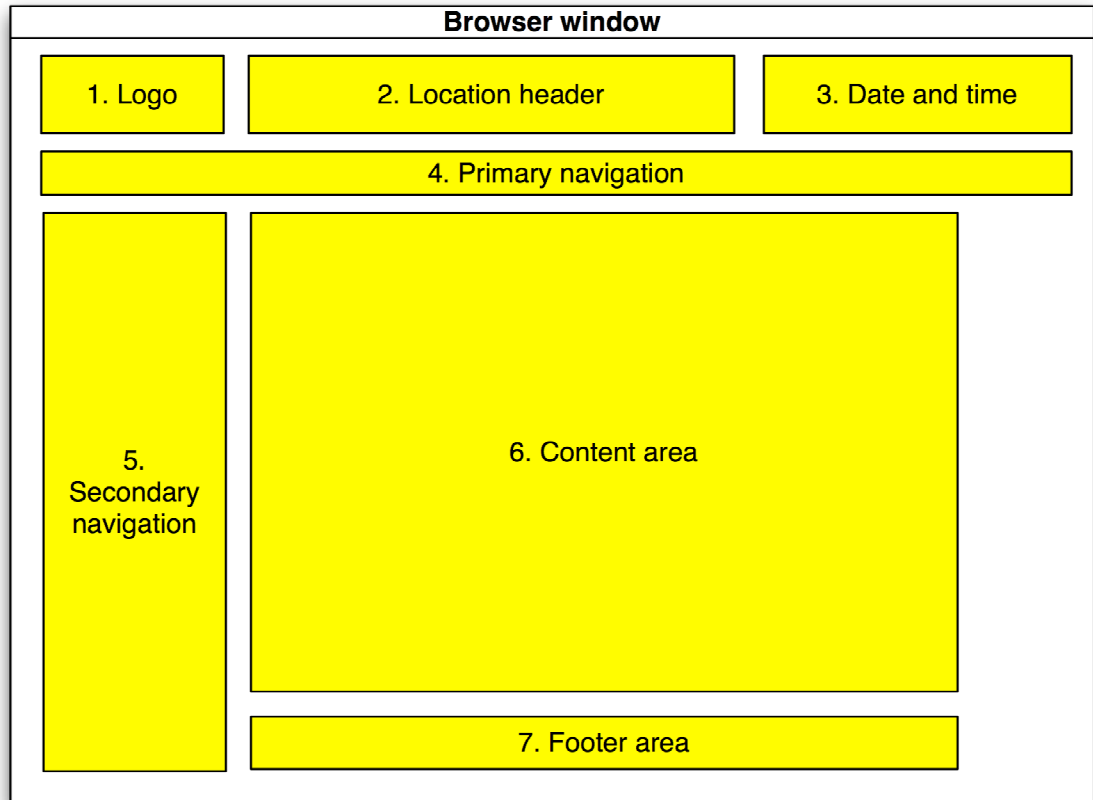 Browser window
1. Logo
2. Location header
3. Date and time
4. Primary navigation
5.
Secondary
navigation
6. Content area
7. Footer area